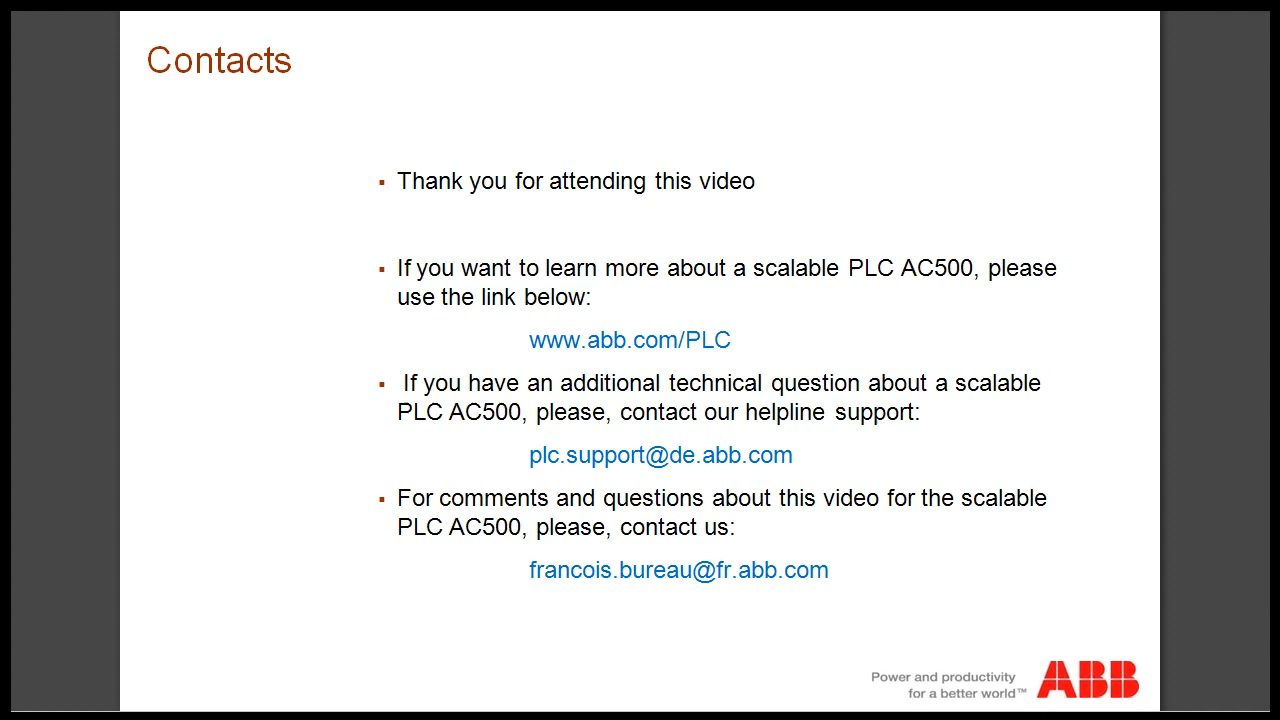 Contacts
▪ Thank you for attending this video
▪ If you want to learn more about a scalable PLC AC500, please
use the link below:
www.abb.com/PLC
▪ If you have an additional technical question about a scalable
PLC AC500, please, contact our helpline support:
plc.support@de.abb.com
▪ For comments and questions about this video for the scalable
PLC AC500, please, contact us:
francois.bureau@fr.abb.com
Power and productivity
for a better world™
ABB